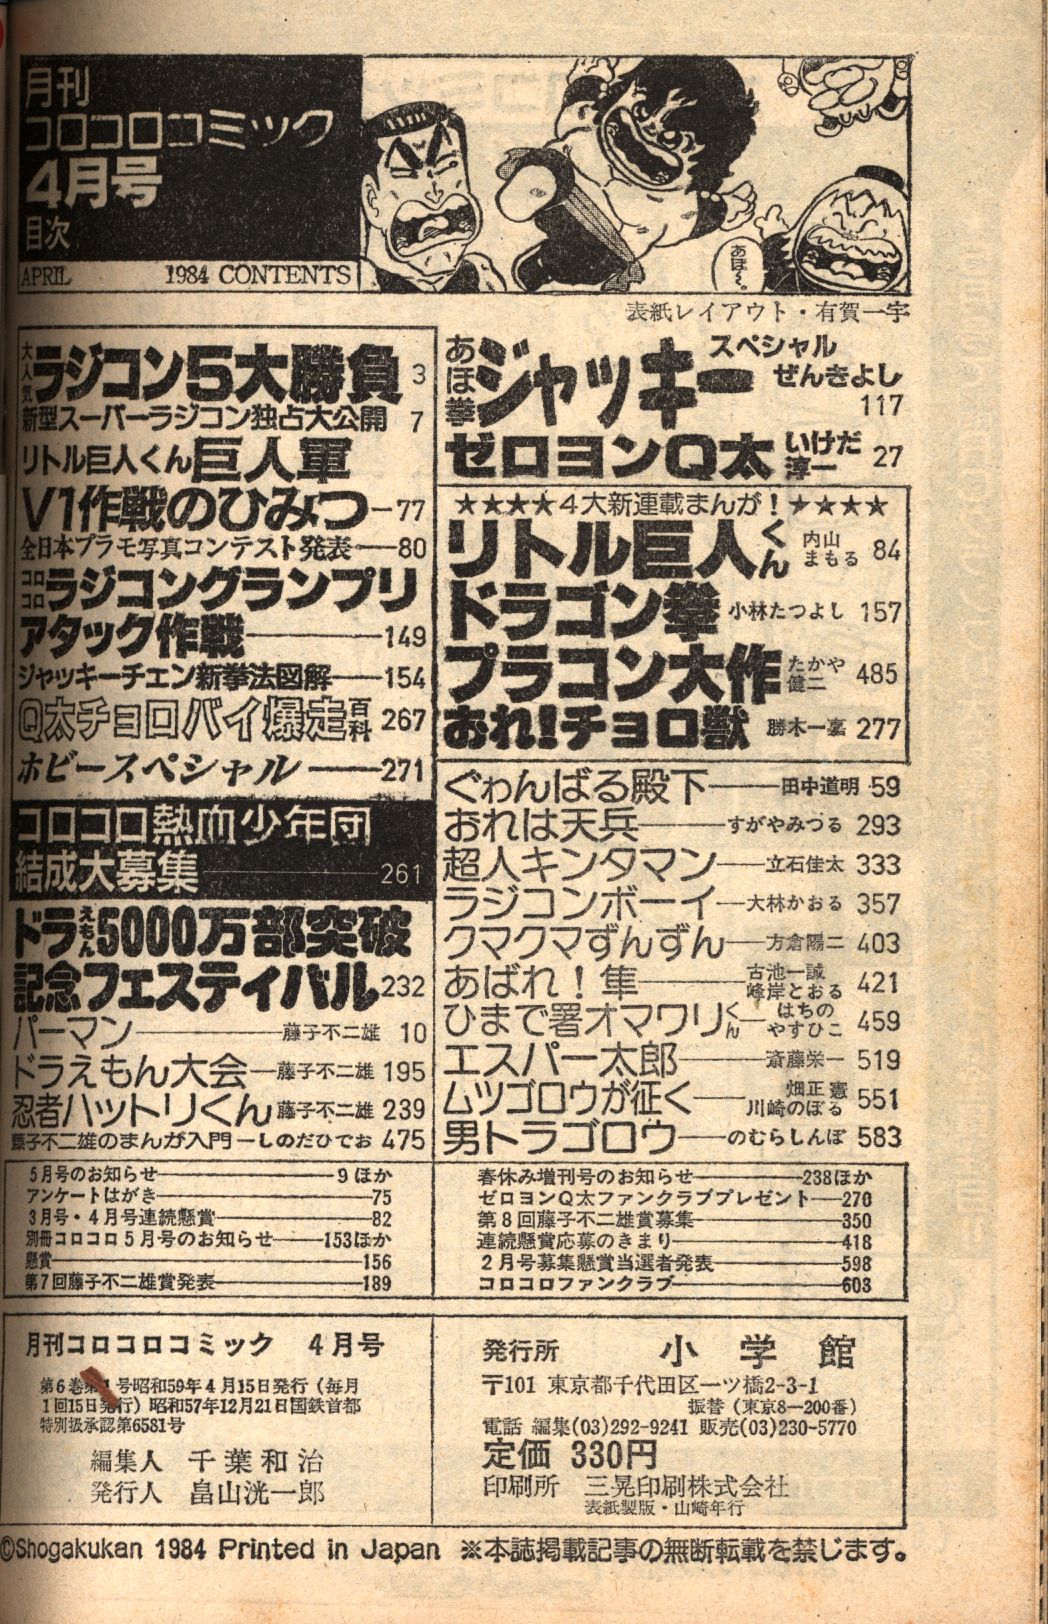 月刊
コロコロコミック
4月号
目次
APRIL 1984 CONTENTS
あほ〜。
表紙レイアウト・有賀一宇
大人気ラジコン5大勝負 3
新型スーパーラジコン独占大公開 7
リトル巨人くん巨人軍
V1作戦のひみつ 77
全日本プラモ写真コンテスト発表 80
コロコロラジコングランプリ
アタック作戦 149
ジャッキーチェン新拳法図解 154
Q太チョロバイ爆走百科 267
ホビースペシャル 271
コロコロ熱血少年団
結成大募集 261
ドラえもん5000万部突破
記念フェスティバル 232
パーマン 藤子不二雄 10
ドラえもん大会 藤子不二雄 195
忍者ハットリくん 藤子不二雄 239
藤子不二雄のまんが入門 しのだひでお 475
あほ拳ジャッキー スペシャル ぜんきよし 117
ゼロヨンQ太 いけだ淳一 27
★★★★4大新連載まんが!★★★★
リトル巨人くん 内山まもる 84
ドラゴン拳 小林たつよし 157
プラコン大作 たかや健二 485
おれ!チョロ獣 勝木一嘉 277
ぐゎんばる殿下 田中道明 59
おれは天兵 すがやみつる 293
超人キンタマン 立石佳太 333
ラジコンボーイ 大林かおる 357
クマクマずんずん 方倉陽二 403
あばれ!隼 古池一誠 峰岸とおる 421
ひまで署オマワリくん はちのやすひこ 459
エスパー太郎 斎藤栄一 519
ムツゴロウが征く 畑正憲 川崎のぼる 551
男トラゴロウ のむらしんぼ 583
5月号のお知らせ 9ほか
アンケートはがき 75
3月号・4月号連続懸賞 82
別冊コロコロ5月号のお知らせ 153ほか
懸賞 156
第7回藤子不二雄賞発表 189
春休み増刊号のお知らせ 238ほか
ゼロヨンQ太ファンクラブプレゼント 270
第8回藤子不二雄賞募集 350
連続懸賞応募のきまり 418
2月号募集懸賞当選者発表 598
コロコロファンクラブ 603
月刊コロコロコミック 4月号
第6巻第 号昭和59年4月15日発行(毎月
1回15日発行)昭和57年12月21日国鉄首都
特別扱承認第6581号
編集人 千葉和治
発行人 畠山洸一郎
発行所 小学館
〒101 東京都千代田区一ツ橋2-3-1
振替(東京8-200番)
電話 編集(03)292-9241 販売(03)230-5770
定価 330円
印刷所 三晃印刷株式会社
表紙製版・山崎年行
©Shogakukan 1984 Printed in Japan ※本誌掲載記事の無断転載を禁じます。